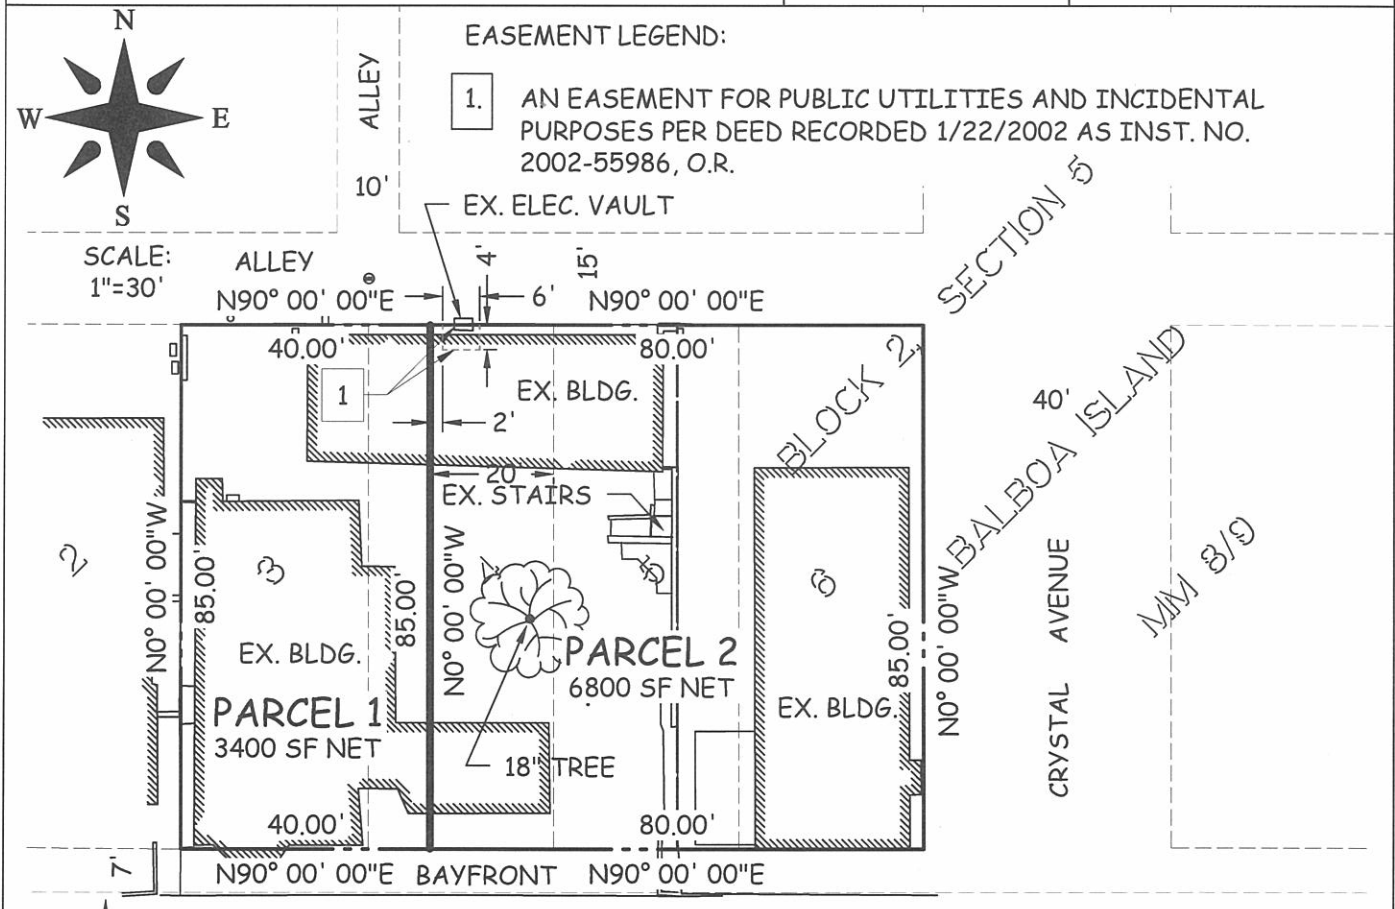 N
W E
S
SCALE:
1"=30'
ALLEY
10'
EASEMENT LEGEND:
1. AN EASEMENT FOR PUBLIC UTILITIES AND INCIDENTAL
PURPOSES PER DEED RECORDED 1/22/2002 AS INST. NO.
2002-55986, O.R.
EX. ELEC. VAULT
ALLEY
4'
15'
N90° 00' 00"E
6'
N90° 00' 00"E
40.00'
80.00'
1
EX. BLDG.
2'
20
EX. STAIRS
SECTION 5
BLOCK 2,
BALBOA ISLAND
MM 8/9
40'
CRYSTAL AVENUE
2
N0° 00' 00"W
85.00'
3
EX. BLDG.
PARCEL 1
3400 SF NET
85.00'
N0° 00' 00"W
4
5
PARCEL 2
6800 SF NET
18" TREE
6
EX. BLDG.
85.00'
N0° 00' 00"W
40.00'
80.00'
7'
N90° 00' 00"E BAYFRONT N90° 00' 00"E